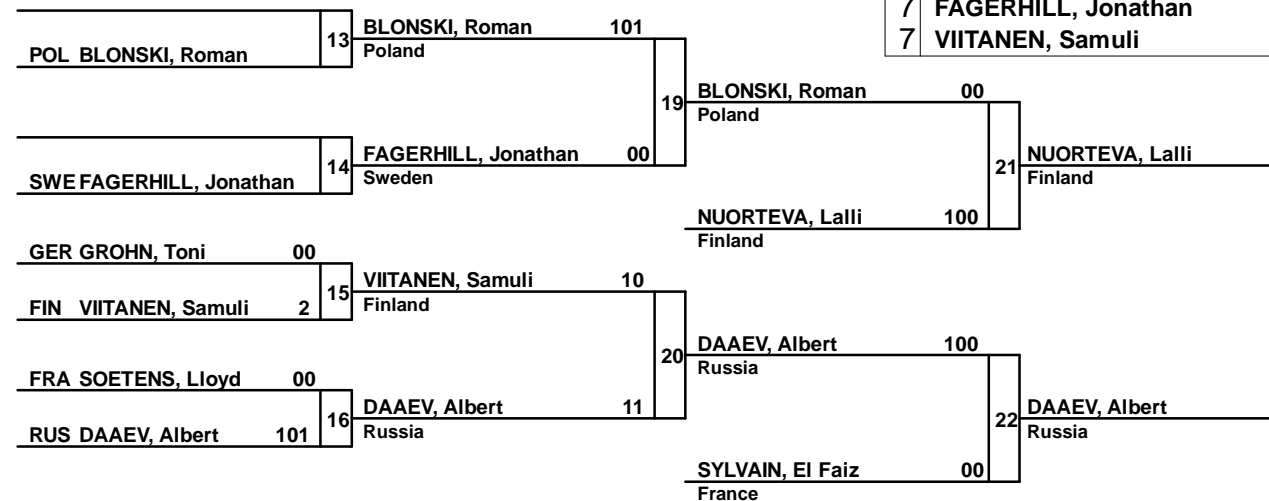 7 FAGERHILL, Jonathan
7 VIITANEN, Samuli
BLONSKI, Roman 101
13
Poland
POL BLONSKI, Roman
BLONSKI, Roman 00
19
Poland
FAGERHILL, Jonathan 00
14
Sweden
SWE FAGERHILL, Jonathan
NUORTEVA, Lalli
21
Finland
NUORTEVA, Lalli 100
Finland
GER GROHN, Toni 00
VIITANEN, Samuli 10
15
Finland
FIN VIITANEN, Samuli 2
DAAEV, Albert 100
20
Russia
FRA SOETENS, Lloyd 00
DAAEV, Albert 11
16
Russia
RUS DAAEV, Albert 101
DAAEV, Albert
22
Russia
SYLVAIN, El Faiz 00
France